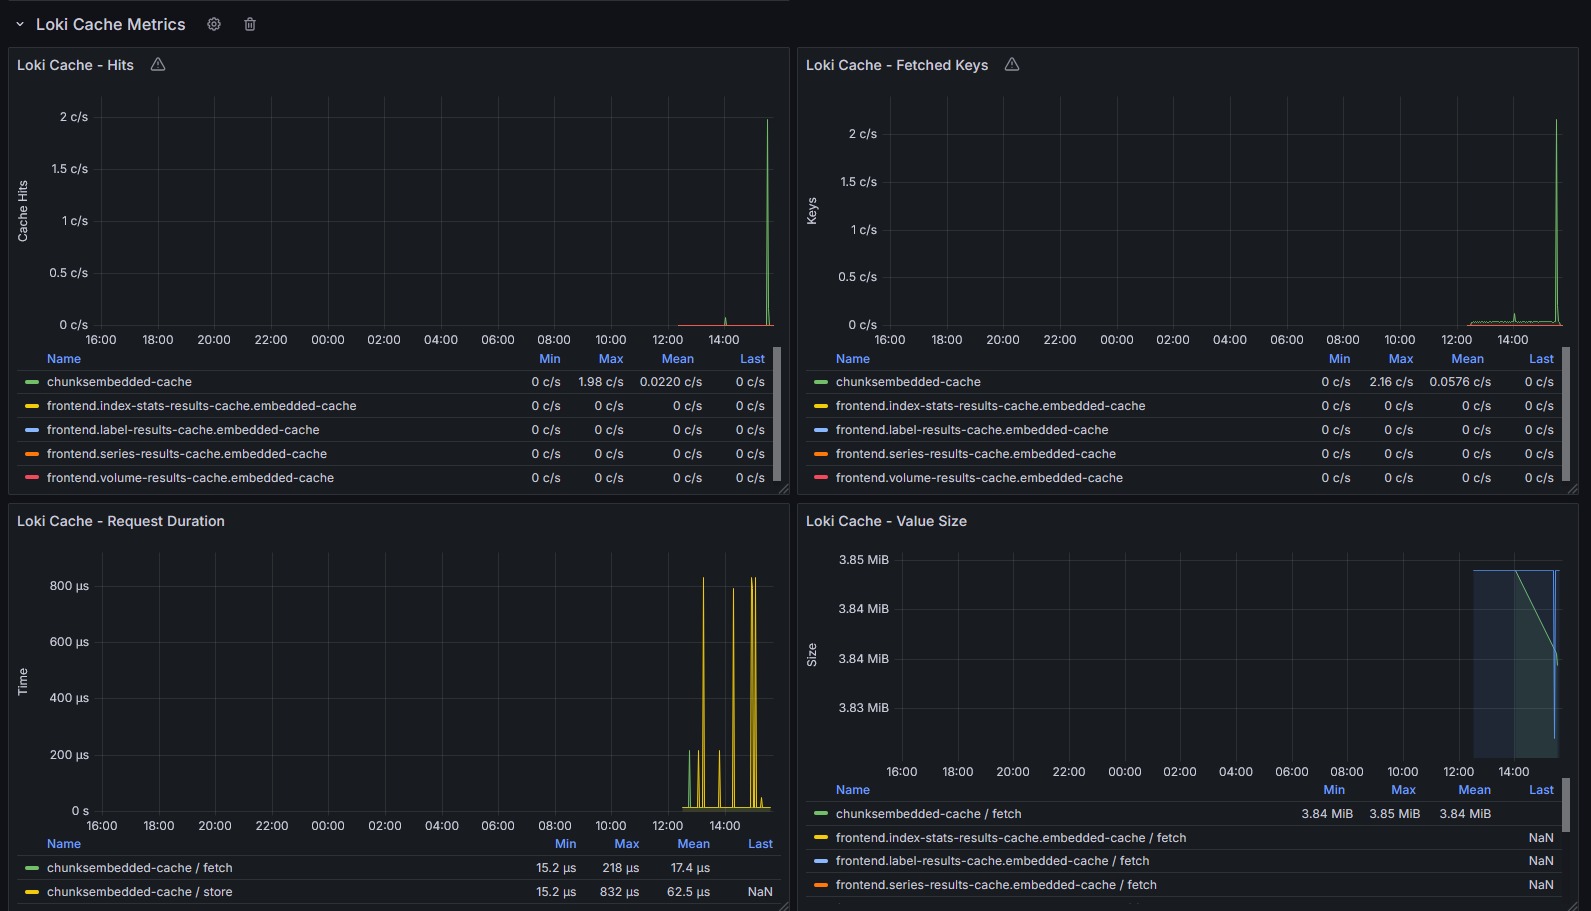 Loki Cache Metrics
Loki Cache - Hits
2 c/s
1.5 c/s
1 c/s
0.5 c/s
0 c/s
Cache Hits
16:00 18:00 20:00 22:00 00:00 02:00 04:00 06:00 08:00 10:00 12:00 14:00
Name Min Max Mean Last
chunksembedded-cache 0 c/s 1.98 c/s 0.0220 c/s 0 c/s
frontend.index-stats-results-cache.embedded-cache 0 c/s 0 c/s 0 c/s 0 c/s
frontend.label-results-cache.embedded-cache 0 c/s 0 c/s 0 c/s 0 c/s
frontend.series-results-cache.embedded-cache 0 c/s 0 c/s 0 c/s 0 c/s
frontend.volume-results-cache.embedded-cache 0 c/s 0 c/s 0 c/s 0 c/s
Loki Cache - Fetched Keys
2 c/s
1.5 c/s
1 c/s
0.5 c/s
0 c/s
Keys
16:00 18:00 20:00 22:00 00:00 02:00 04:00 06:00 08:00 10:00 12:00 14:00
Name Min Max Mean Last
chunksembedded-cache 0 c/s 2.16 c/s 0.0576 c/s 0 c/s
frontend.index-stats-results-cache.embedded-cache 0 c/s 0 c/s 0 c/s 0 c/s
frontend.label-results-cache.embedded-cache 0 c/s 0 c/s 0 c/s 0 c/s
frontend.series-results-cache.embedded-cache 0 c/s 0 c/s 0 c/s 0 c/s
frontend.volume-results-cache.embedded-cache 0 c/s 0 c/s 0 c/s 0 c/s
Loki Cache - Request Duration
800 µs
600 µs
400 µs
200 µs
0 s
Time
16:00 18:00 20:00 22:00 00:00 02:00 04:00 06:00 08:00 10:00 12:00 14:00
Name Min Max Mean Last
chunksembedded-cache / fetch 15.2 µs 218 µs 17.4 µs
chunksembedded-cache / store 15.2 µs 832 µs 62.5 µs NaN
Loki Cache - Value Size
3.85 MiB
3.84 MiB
3.84 MiB
3.83 MiB
Size
16:00 18:00 20:00 22:00 00:00 02:00 04:00 06:00 08:00 10:00 12:00 14:00
Name Min Max Mean Last
chunksembedded-cache / fetch 3.84 MiB 3.85 MiB 3.84 MiB
frontend.index-stats-results-cache.embedded-cache / fetch NaN
frontend.label-results-cache.embedded-cache / fetch NaN
frontend.series-results-cache.embedded-cache / fetch NaN